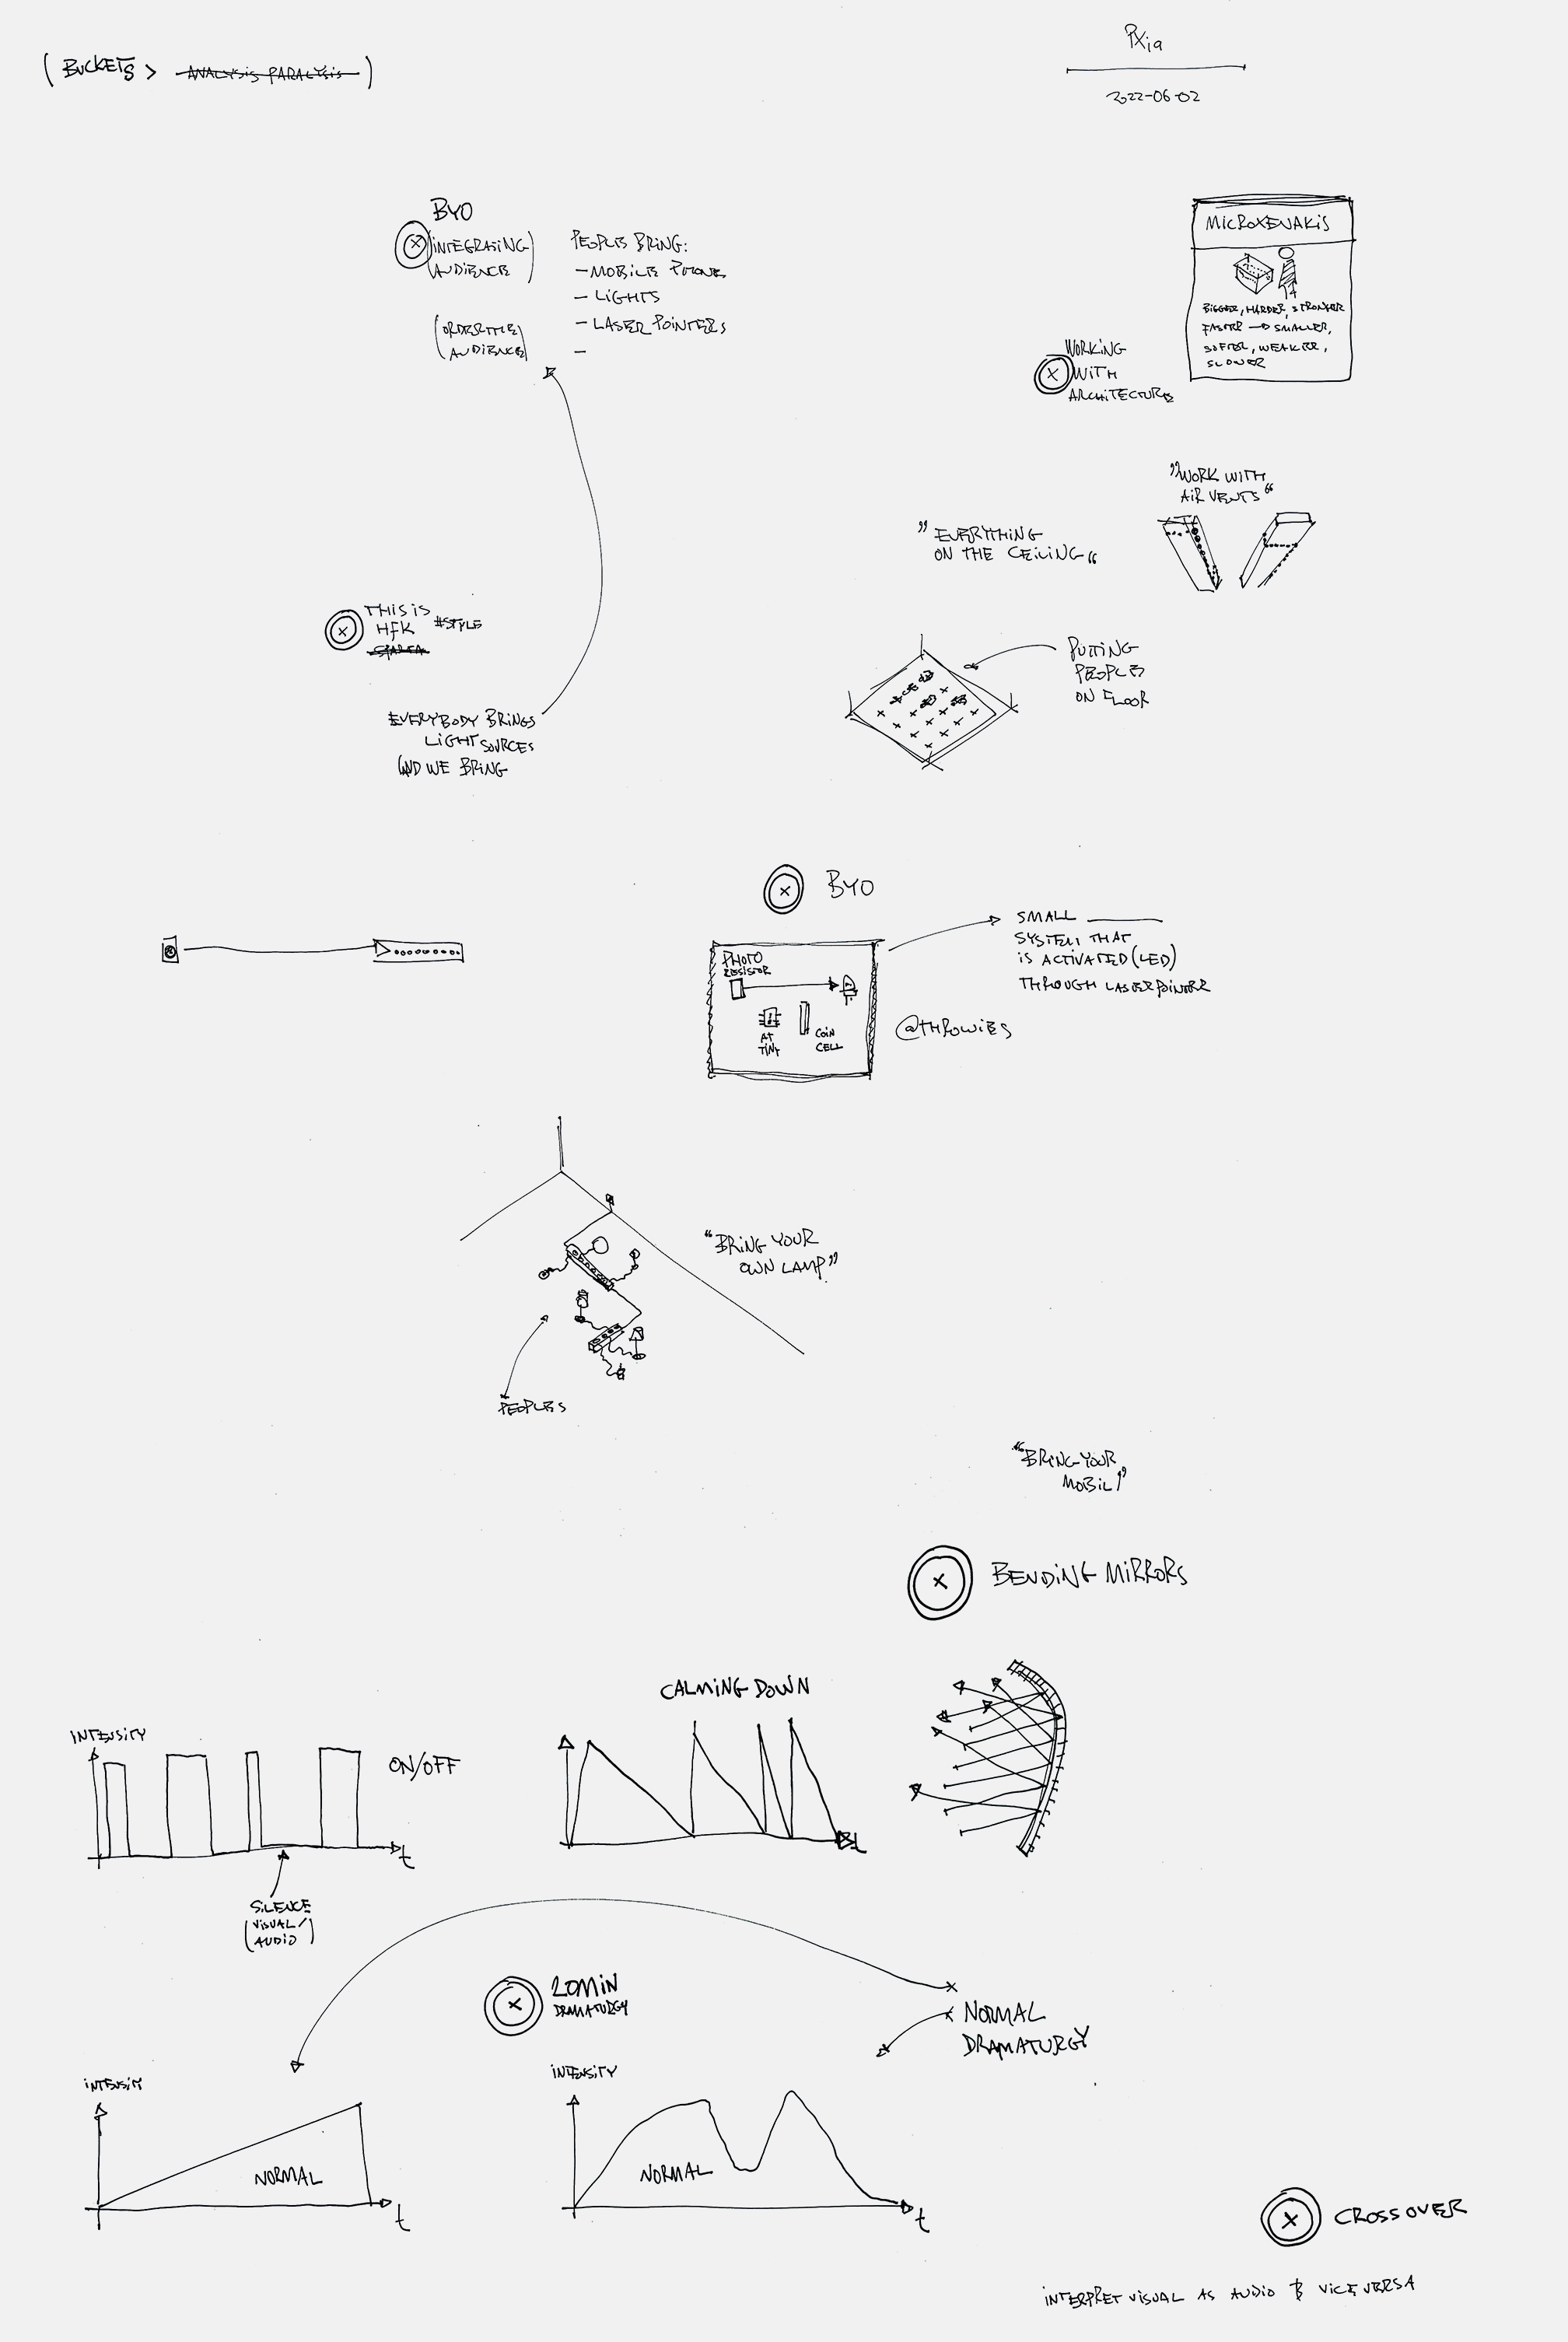 (BUCKETS > ANALYSIS PARALYSIS)
2022-06-02
BYO
(INTEGRATING
AUDIENCE)
AUDIENCE)
PEOPLE BRING:
– MOBILE PHONE
– LIGHTS
– LASER POINTERS
–
MICROXENAKIS
BIGGER, HARDER, STRONGER
FASTER → SMALLER,
SOFTER, WEAKER,
SLOWER
WORKING
WITH
ARCHITECTURE
"WORK WITH
AIR VENTS"
"EVERYTHING
ON THE CEILING"
THIS IS
HFK #STYLE
SPARTA
PUTTING
PEOPLE
ON FLOOR
EVERYBODY BRINGS
LIGHT SOURCES
AND WE BRING
BYO
PHOTO
RESISTOR
AT
TINY
COIN
CELL
SMALL
SYSTEM THAT
IS ACTIVATED (LED)
THROUGH LASERPOINTER
@THROWIES
"BRING YOUR
OWN LAMP"
PEOPLES
"BRING YOUR
MOBIL"
BENDING MIRRORS
INTENSITY
ON/OFF
t
SILENCE
(VISUAL/
AUDIO)
CALMING DOWN
t
20MIN
DRAMATURGY
NORMAL
DRAMATURGY
INTENSITY
NORMAL
t
INTENSITY
NORMAL
t
CROSSOVER
INTERPRET VISUAL AS AUDIO & VICE VERSA